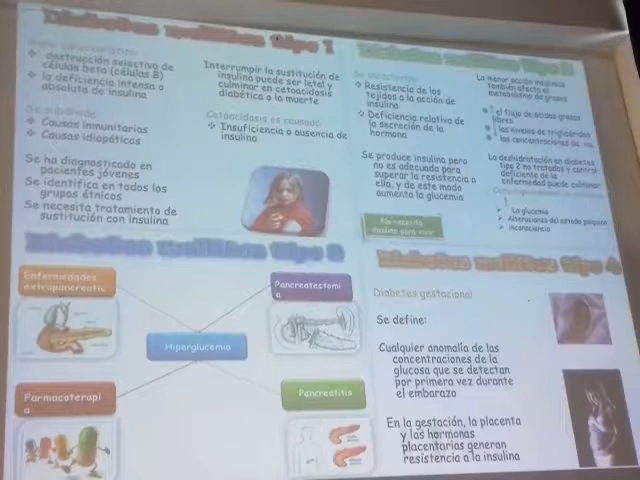 Diabetes mellitus tipo 1
destrucción selectiva de
células beta (células B)
la deficiencia intensa o
absoluta de insulina
Se subdivide
Causas inmunitarias
Causas idiopáticas
Se ha diagnosticado en
pacientes jóvenes
Se identifica en todos los
grupos étnicos
Se necesita tratamiento de
sustitución con insulina
Interrumpir la sustitución de
insulina puede ser letal y
culminar en cetoacidosis
diabética o la muerte
Cetoacidosis es causada
Insuficiencia o ausencia de
insulina
Diabetes mellitus tipo 2
Se caracteriza
Resistencia de los
tejidos a la acción de
insulina
Deficiencia relativa de
la secreción de la
hormona
Se produce insulina pero
no es adecuada para
superar la resistencia a
ella, y de este modo
aumenta la glucemia
No necesita
insulina para vivir
La menor acción insulínica
también afecta el
metabolismo de grasas
el flujo de ácidos grasos
libres
los niveles de triglicéridos
las concentraciones de
La deshidratación en diabetes
tipo 2 no tratados y control
deficiente de la
enfermedad puede culminar
La glucemia
Alteraciones del estado psíquico
inconsciencia
Diabetes mellitus tipo 3
Enfermedades
extrapancreatic
Pancreatectomí
a
Hiperglucemia
Farmacoterapi
a
Pancreatitis
Diabetes mellitus tipo 4
Diabetes gestacional
Se define:
Cualquier anomalía de las
concentraciones de la
glucosa que se detectan
por primera vez durante
el embarazo
En la gestación, la placenta
y las hormonas
placentarias generan
resistencia a la insulina